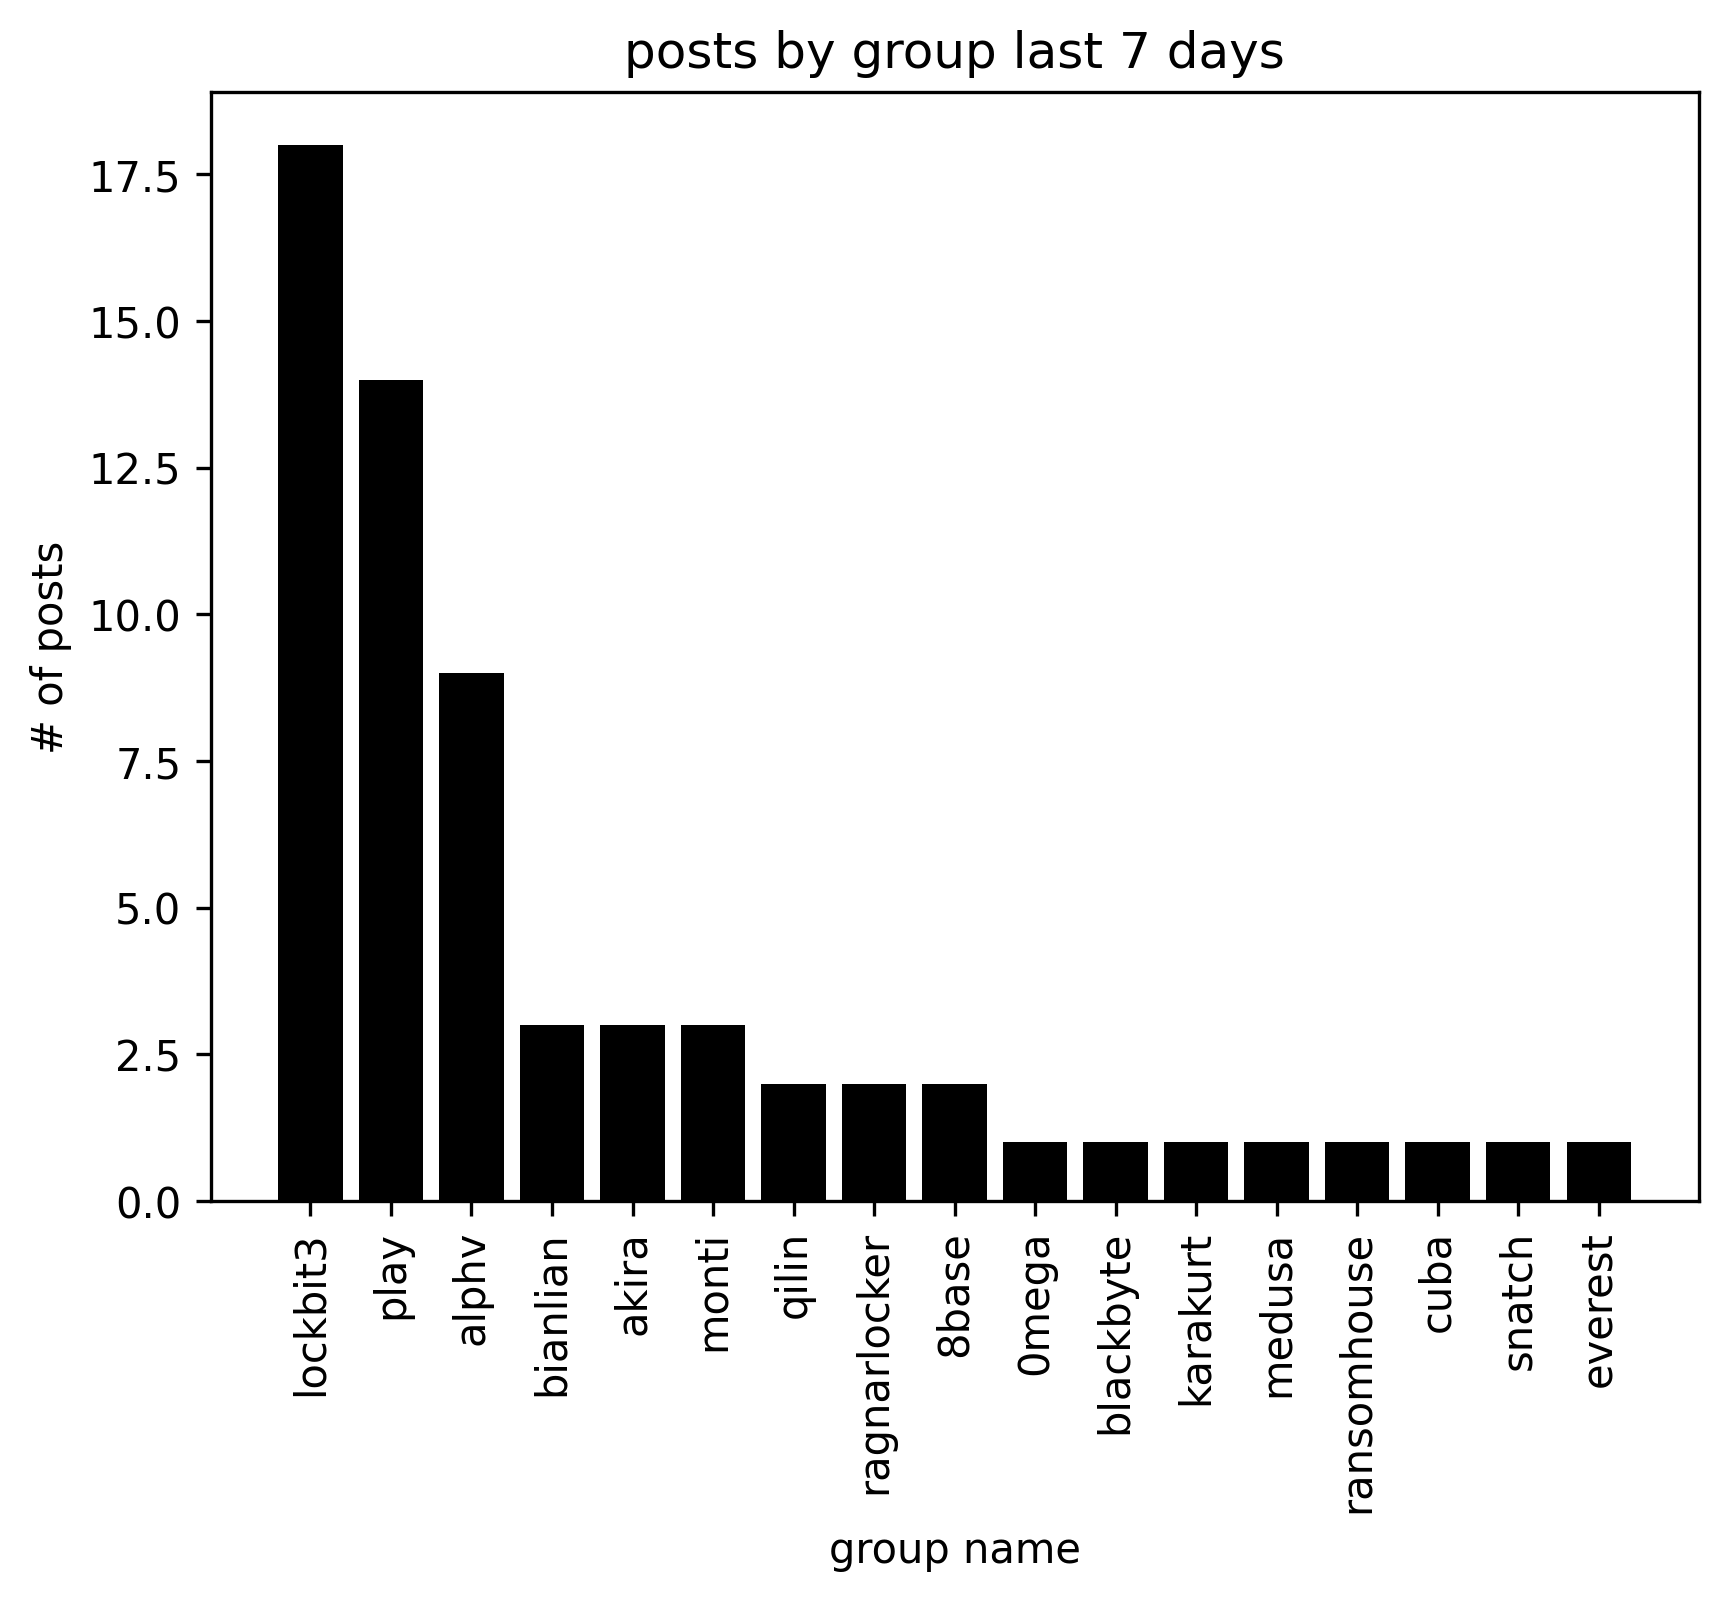 posts by group last 7 days
# of posts
17.5
15.0
12.5
10.0
7.5
5.0
2.5
0.0
lockbit3
play
alphv
bianlian
akira
monti
qilin
ragnarlocker
8base
0mega
blackbyte
karakurt
medusa
ransomhouse
cuba
snatch
everest
group name